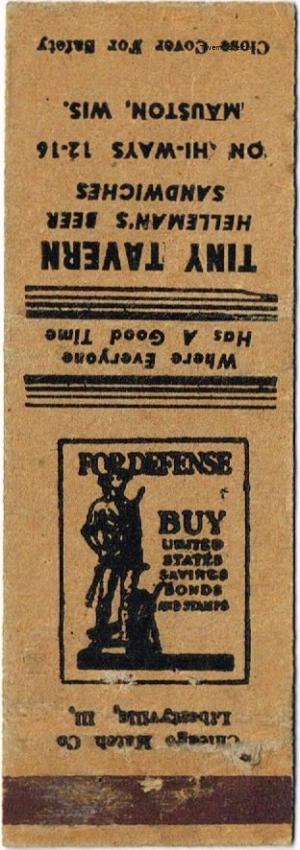 Chicago Match Co
Libertyville, Ill,
FOR DEFENSE
BUY
UNITED
STATES
SAVINGS
BONDS
AND STAMPS
Where Everyone
Has A Good Time
TINY TAVERN
HELLEMAN'S BEER
SANDWICHES
ON HI-WAYS 12-16
MAUSTON, WIS.
Close Cover For Safety